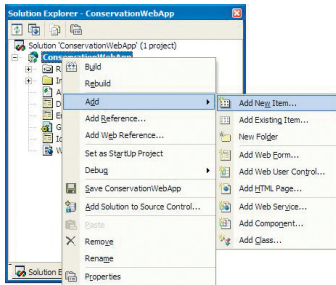 Solution Explorer - ConservationWebApp
Solution 'ConservationWebApp' (1 project)
ConservationWebApp
Build
Rebuild
Add
Add Reference...
Add Web Reference...
Set as StartUp Project
Debug
Save ConservationWebApp
Add Solution to Source Control...
Paste
Remove
Rename
Properties
Add New Item...
Add Existing Item...
New Folder
Add Web Form...
Add Web User Control...
Add HTML Page...
Add Web Service...
Add Component...
Add Class...
Solution E